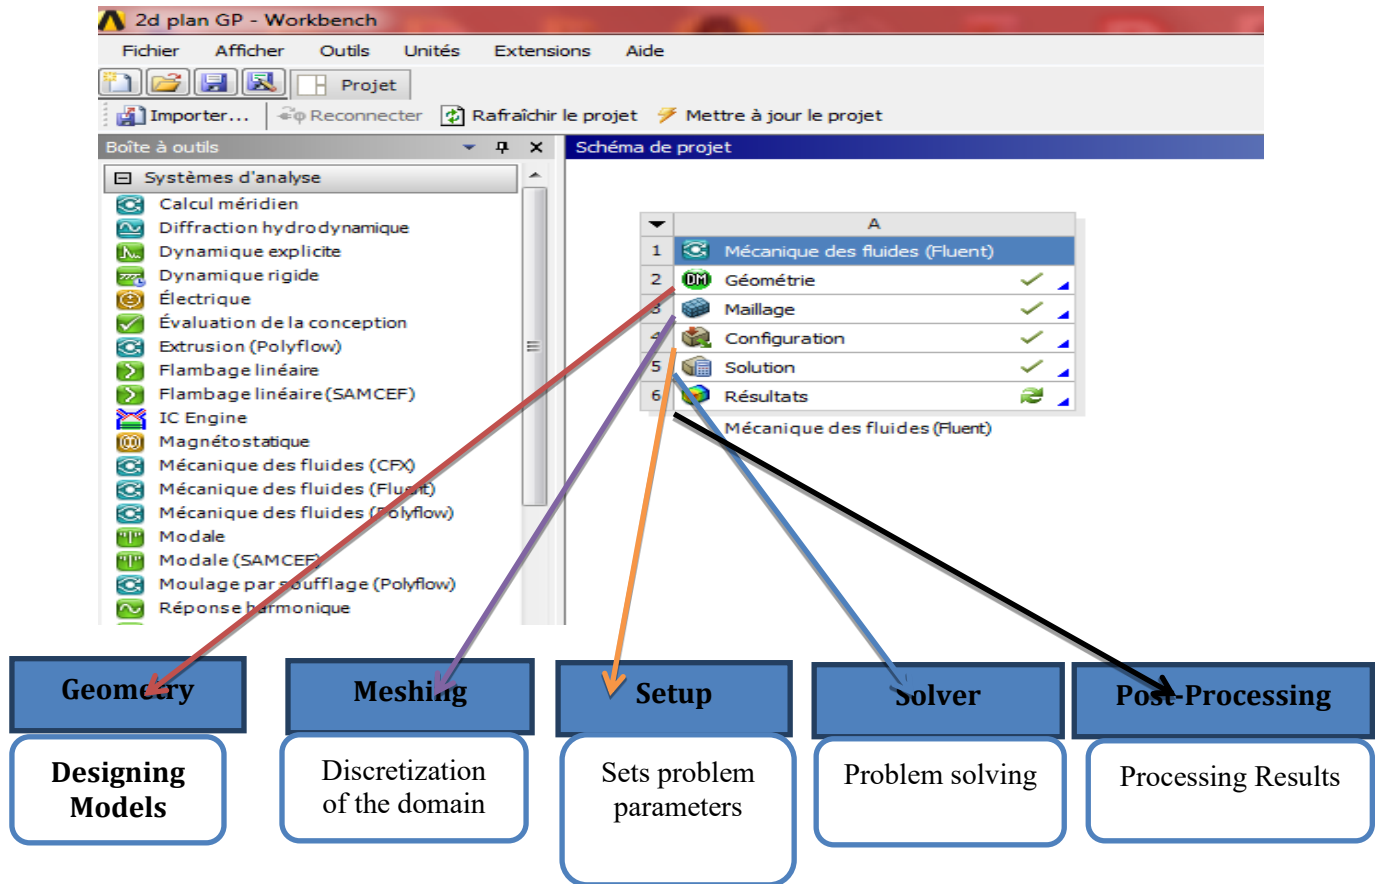 2d plan GP - Workbench
Fichier Afficher Outils Unités Extensions Aide
Projet
Importer... Reconnecter Rafraîchir le projet Mettre à jour le projet
Boîte à outils
Systèmes d'analyse
Calcul méridien
Diffraction hydrodynamique
Dynamique explicite
Dynamique rigide
Électrique
Évaluation de la conception
Extrusion (Polyflow)
Flambage linéaire
Flambage linéaire (SAMCEF)
IC Engine
Magnétostatique
Mécanique des fluides (CFX)
Mécanique des fluides (Fluent)
Mécanique des fluides (Polyflow)
Modale
Modale (SAMCEF)
Moulage par soufflage (Polyflow)
Réponse harmonique
Schéma de projet
A
1 Mécanique des fluides (Fluent)
2 DM Géométrie
3 Maillage
4 Configuration
5 Solution
6 Résultats
Mécanique des fluides (Fluent)
Geometry
Designing
Models
Meshing
Discretization
of the domain
Setup
Sets problem
parameters
Solver
Problem solving
Post-Processing
Processing Results